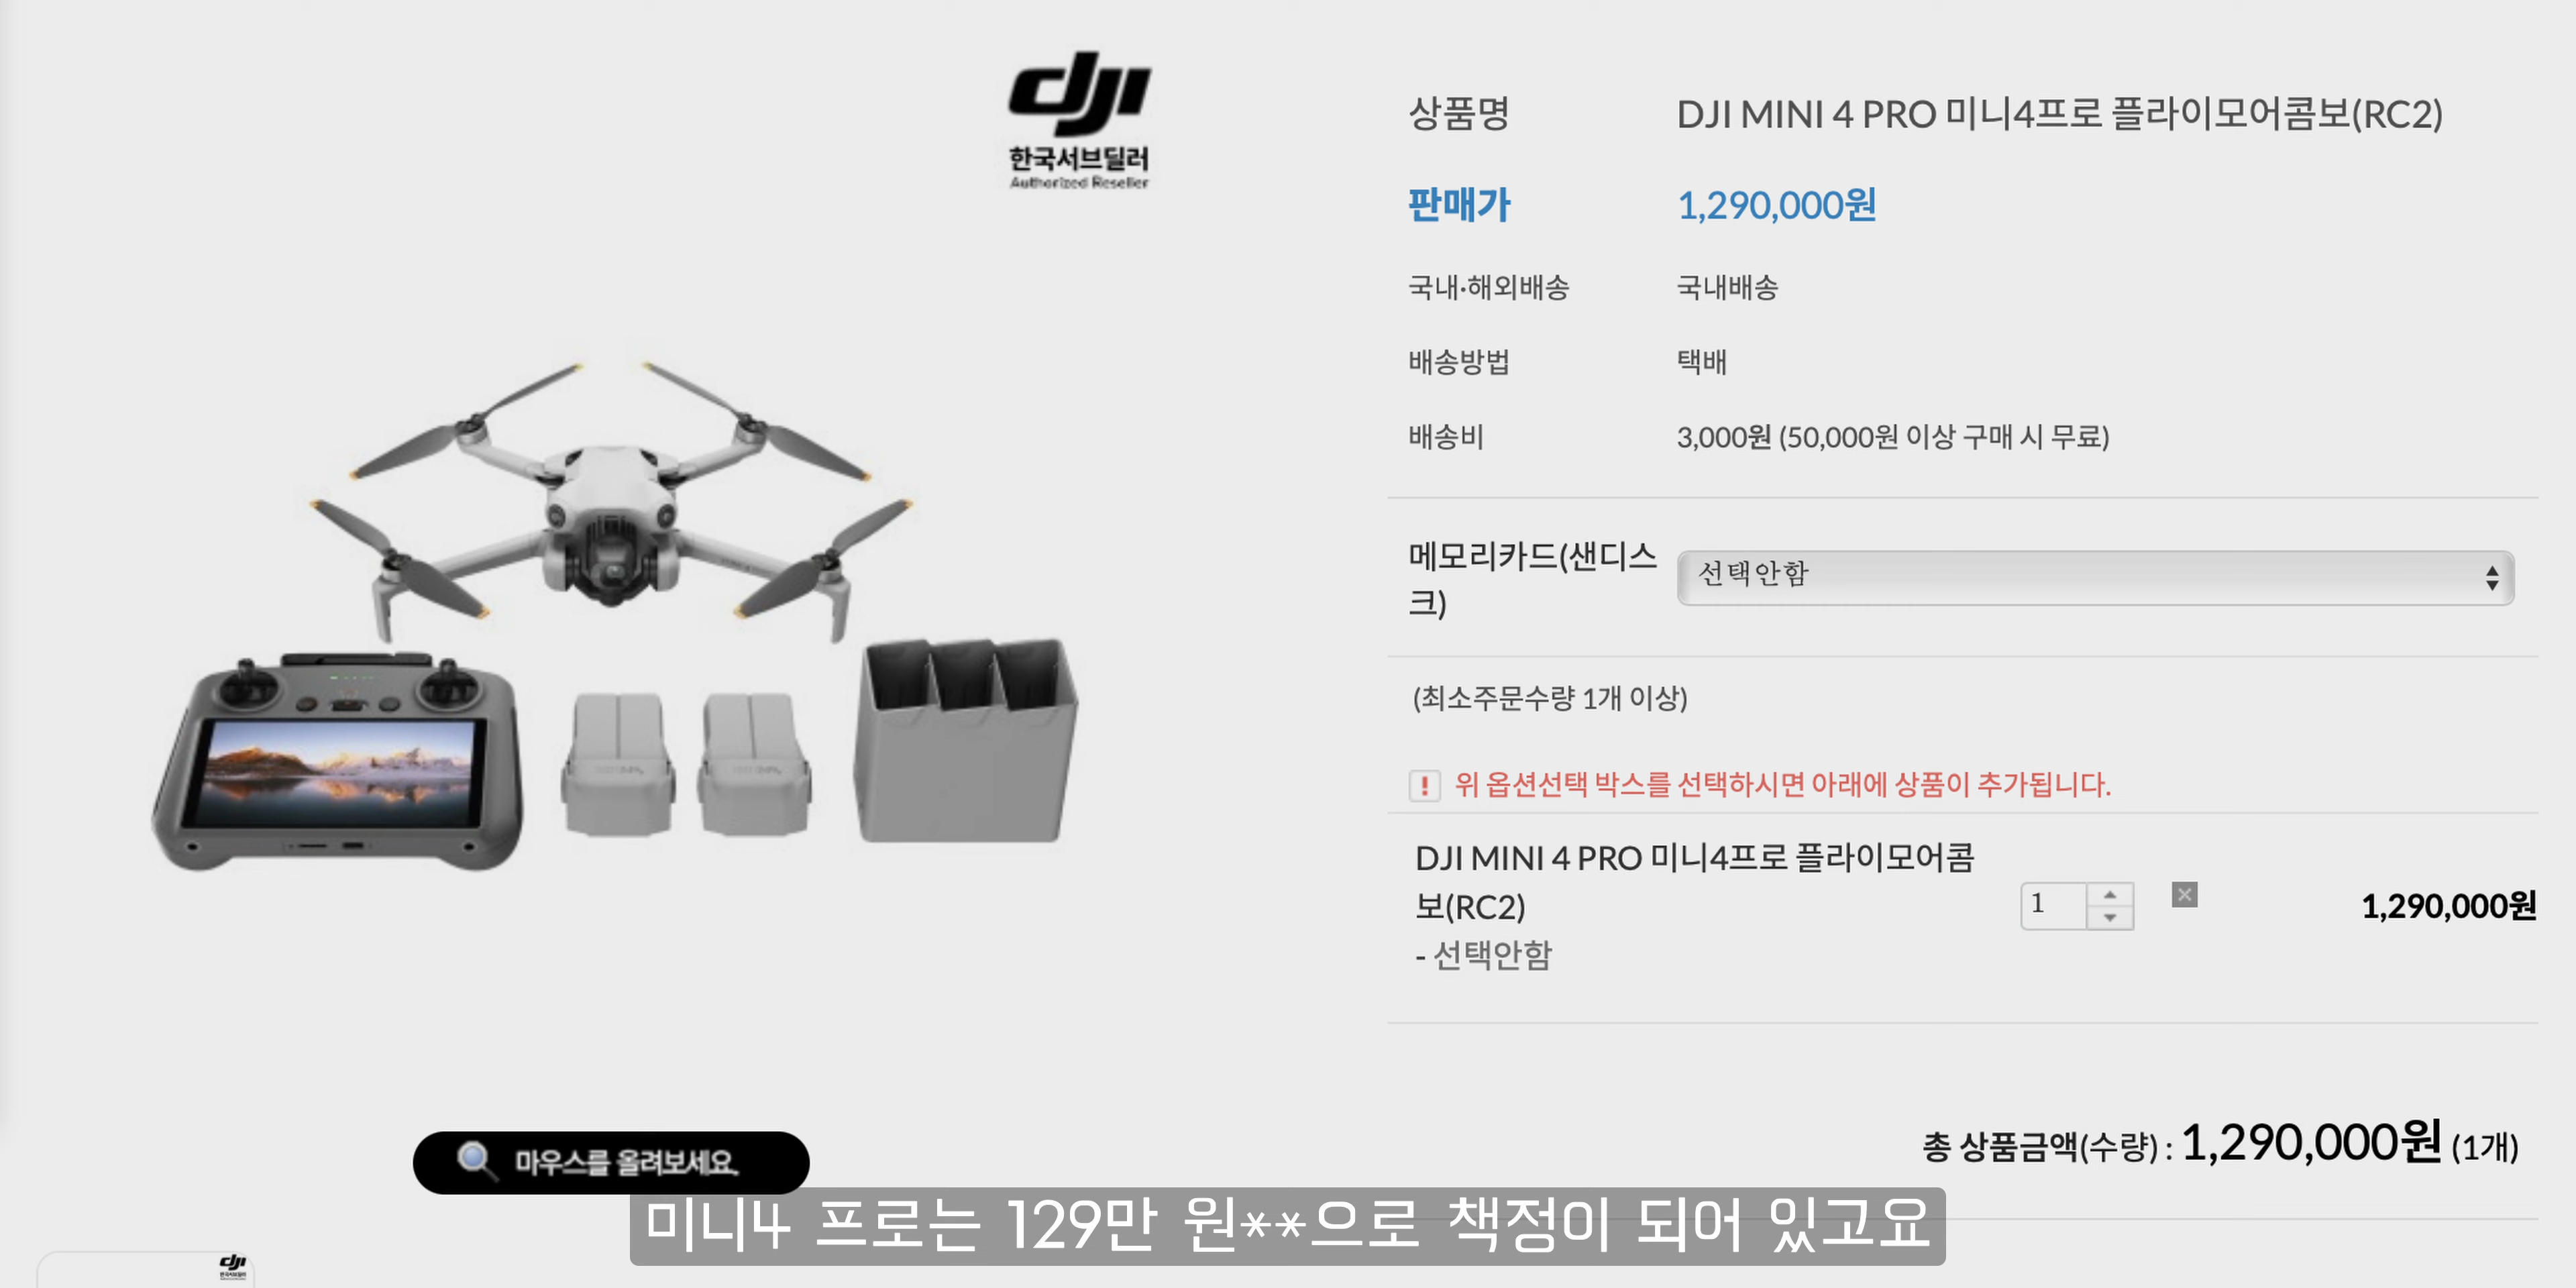 dji
한국서브딜러
Authorized Reseller
상품명 DJI MINI 4 PRO 미니4프로 플라이모어콤보(RC2)
판매가 1,290,000원
국내·해외배송 국내배송
배송방법 택배
배송비 3,000원 (50,000원 이상 구매 시 무료)
메모리카드(샌디스
크)
선택안함
(최소주문수량 1개 이상)
! 위 옵션선택 박스를 선택하시면 아래에 상품이 추가됩니다.
DJI MINI 4 PRO 미니4프로 플라이모어콤
보(RC2)
- 선택안함
1
1,290,000원
총 상품금액(수량) : 1,290,000원 (1개)
마우스를 올려보세요.
미니4 프로는 129만 원**으로 책정이 되어 있고요
dji